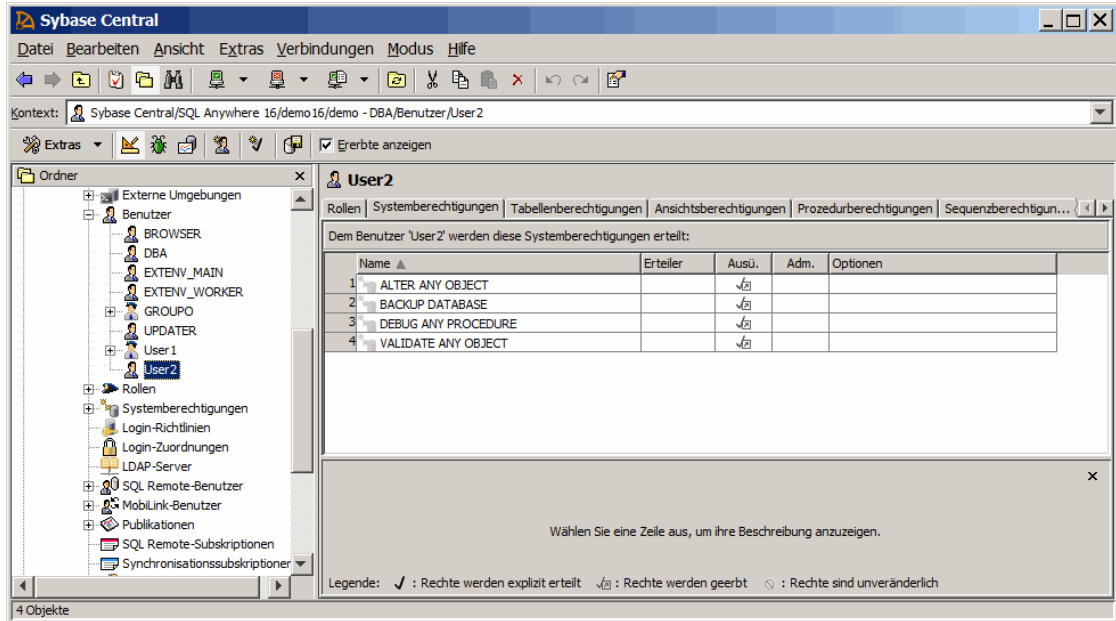 Sybase Central
Datei Bearbeiten Ansicht Extras Verbindungen Modus Hilfe
Kontext: Sybase Central/SQL Anywhere 16/demo16/demo - DBA/Benutzer/User2
Extras Ererbte anzeigen
Ordner
Externe Umgebungen
Benutzer
BROWSER
DBA
EXTENV_MAIN
EXTENV_WORKER
GROUPO
UPDATER
User1
User2
Rollen
Systemberechtigungen
Login-Richtlinien
Login-Zuordnungen
LDAP-Server
SQL Remote-Benutzer
MobiLink-Benutzer
Publikationen
SQL Remote-Subskriptionen
Synchronisationssubskriptioner
User2
Rollen Systemberechtigungen Tabellenberechtigungen Ansichtsberechtigungen Prozedurberechtigungen Sequenzberechtigun...
Dem Benutzer 'User2' werden diese Systemberechtigungen erteilt:
Name Erteiler Ausü. Adm. Optionen
1 ALTER ANY OBJECT
2 BACKUP DATABASE
3 DEBUG ANY PROCEDURE
4 VALIDATE ANY OBJECT
Wählen Sie eine Zeile aus, um ihre Beschreibung anzuzeigen.
Legende: : Rechte werden explizit erteilt : Rechte werden geerbt : Rechte sind unveränderlich
4 Objekte